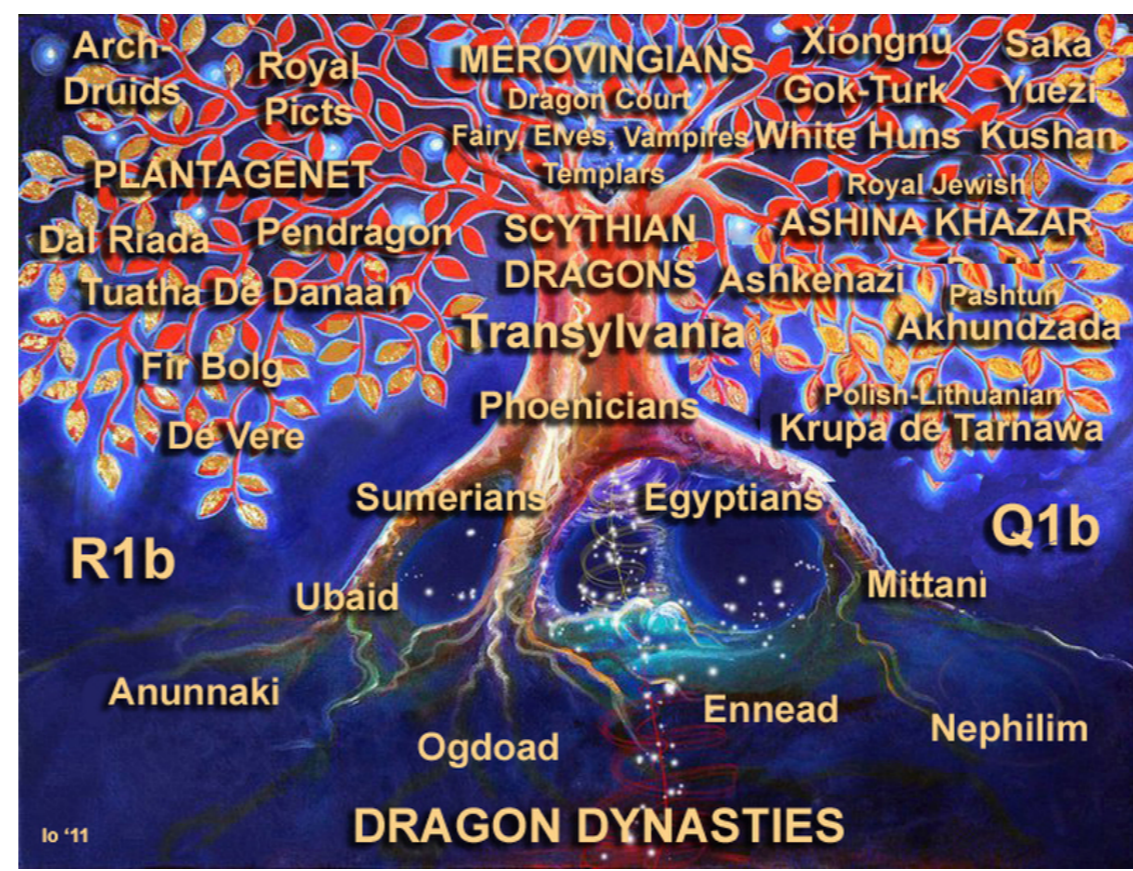 Arch-
Druids
Royal
Picts
MEROVINGIANS
Dragon Court
Fairy, Elves, Vampires
Templars
Xiongnu
Saka
Gok-Turk
Yuezi
White Huns
Kushan
PLANTAGENET
Royal Jewish
ASHINA KHAZAR
Dal Riada
Pendragon
SCYTHIAN
DRAGONS
Tuatha De Danaan
Ashkenazi
Pashtun
Akhundzada
Transylvania
Fir Bolg
De Vere
Phoenicians
Polish-Lithuanian
Krupa de Tarnawa
Sumerians
Egyptians
R1b
Q1b
Ubaid
Mittani
Anunnaki
Ennead
Ogdoad
Nephilim
DRAGON DYNASTIES
Io '11